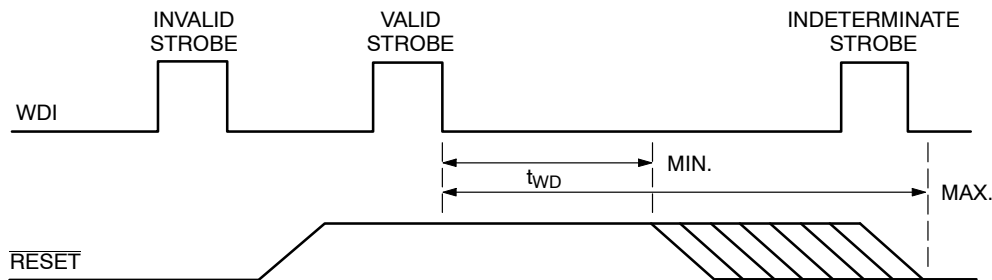 INVALID
STROBE
VALID
STROBE
INDETERMINATE
STROBE
WDI
MIN.
tWD
MAX.
RESET